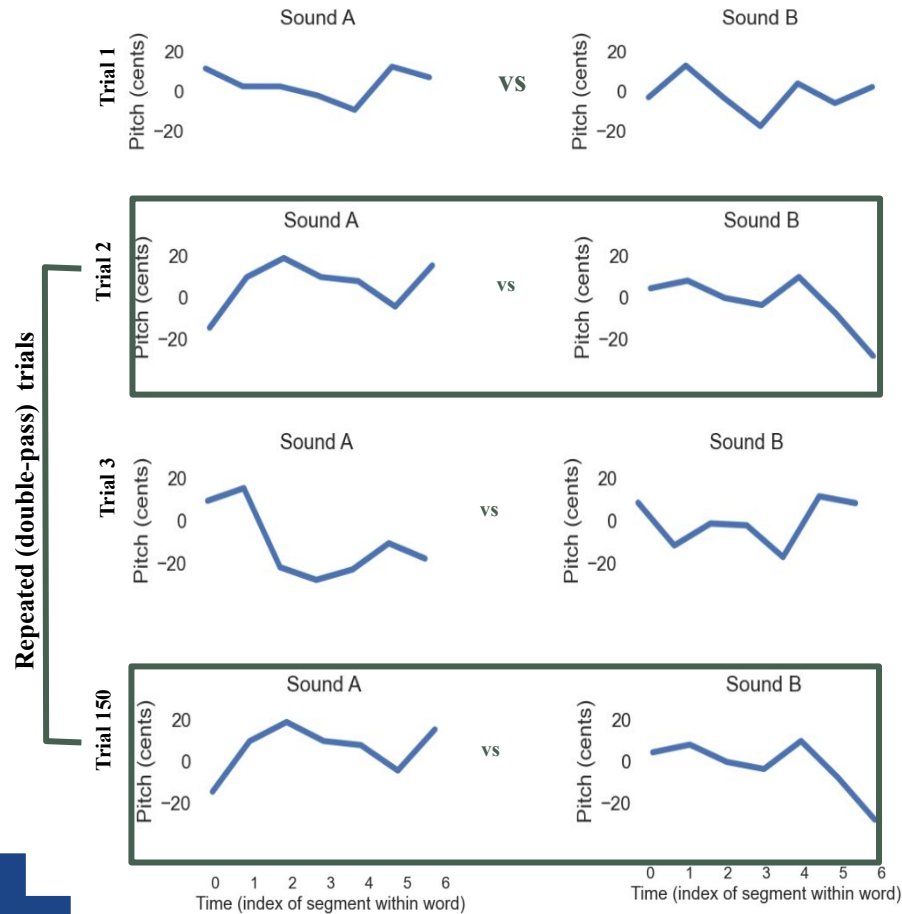 Repeated (double-pass) trials
Trial 1
Sound A
Pitch (cents)
20
0
−20
vs
Sound B
Pitch (cents)
20
0
−20
Trial 2
Sound A
Pitch (cents)
20
0
−20
vs
Sound B
Pitch (cents)
20
0
−20
Trial 3
Sound A
Pitch (cents)
20
0
−20
vs
Sound B
Pitch (cents)
20
0
−20
Trial 150
Sound A
Pitch (cents)
20
0
−20
vs
Sound B
Pitch (cents)
20
0
−20
0 1 2 3 4 5 6
Time (index of segment within word)
0 1 2 3 4 5 6
Time (index of segment within word)